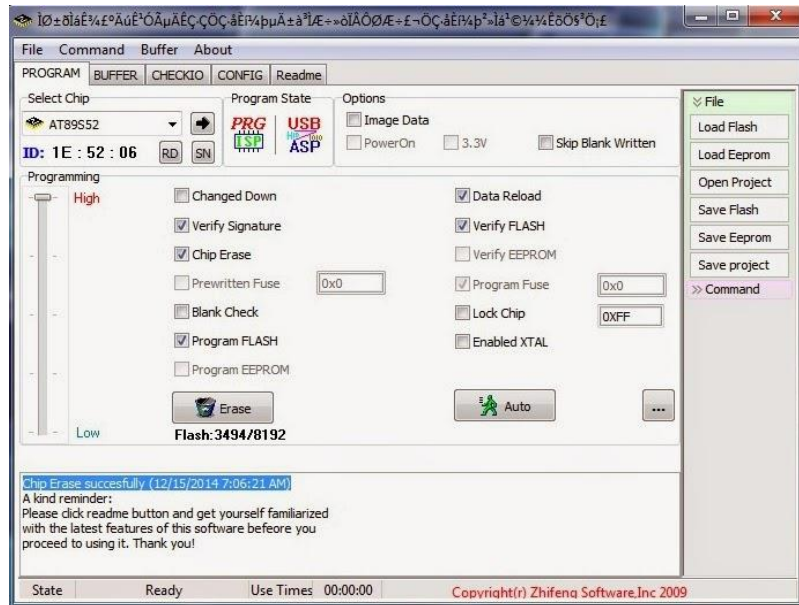 File Command Buffer About
PROGRAM BUFFER CHECKIO CONFIG Readme
Select Chip
AT89S52
ID: 1E : 52 : 06 RD SN
Program State
PRG ISP USB ASP
Options
Image Data
PowerOn 3.3V Skip Blank Written
Programming
High
Low
Changed Down
Verify Signature
Chip Erase
Prewritten Fuse 0x0
Blank Check
Program FLASH
Program EEPROM
Erase
Flash:3494/8192
Data Reload
Verify FLASH
Verify EEPROM
Program Fuse 0x0
Lock Chip 0XFF
Enabled XTAL
Auto ...
File
Load Flash
Load Eeprom
Open Project
Save Flash
Save Eeprom
Save project
Command
Chip Erase succesfully (12/15/2014 7:06:21 AM)
A kind reminder:
Please click readme button and get yourself familiarized
with the latest features of this software befeore you
proceed to using it. Thank you!
State Ready Use Times 00:00:00 Copyright(r) Zhifeng Software,Inc 2009